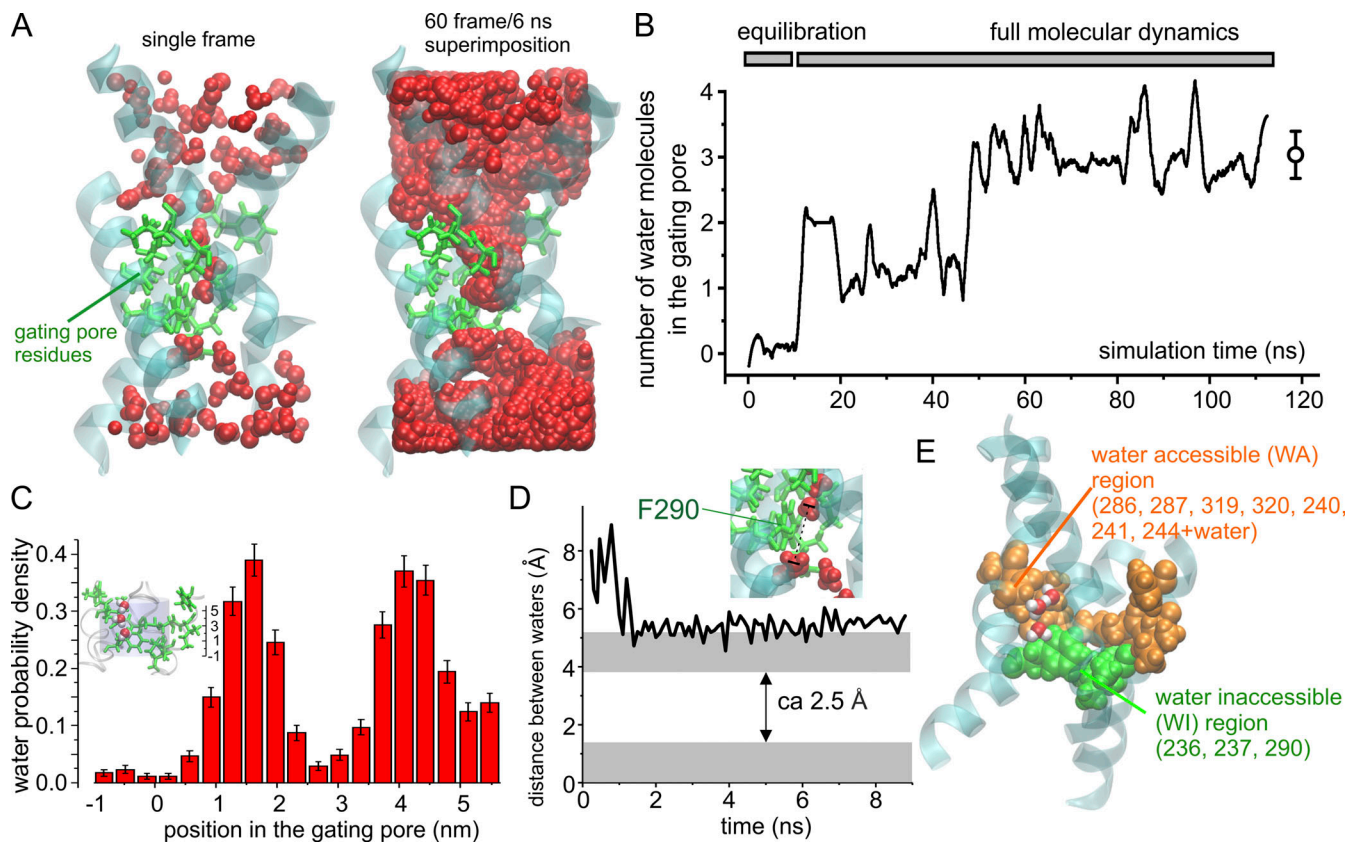 A
single frame
60 frame/6 ns
superimposition
gating pore
residues
B
equilibration
full molecular dynamics
number of water molecules
in the gating pore
4
3
2
1
0
simulation time (ns)
0
20
40
60
80
100
120
C
water probability density
0.4
0.3
0.2
0.1
0.0
5
3
1
-1
-1
0
1
2
3
4
5
position in the gating pore (nm)
D
F290
distance between waters (Å)
8
6
4
2
0
ca 2.5 Å
0
2
4
6
8
time (ns)
E
water accessible (WA)
region
(286, 287, 319, 320, 240,
241, 244+water)
water inaccessible
(WI) region
(236, 237, 290)